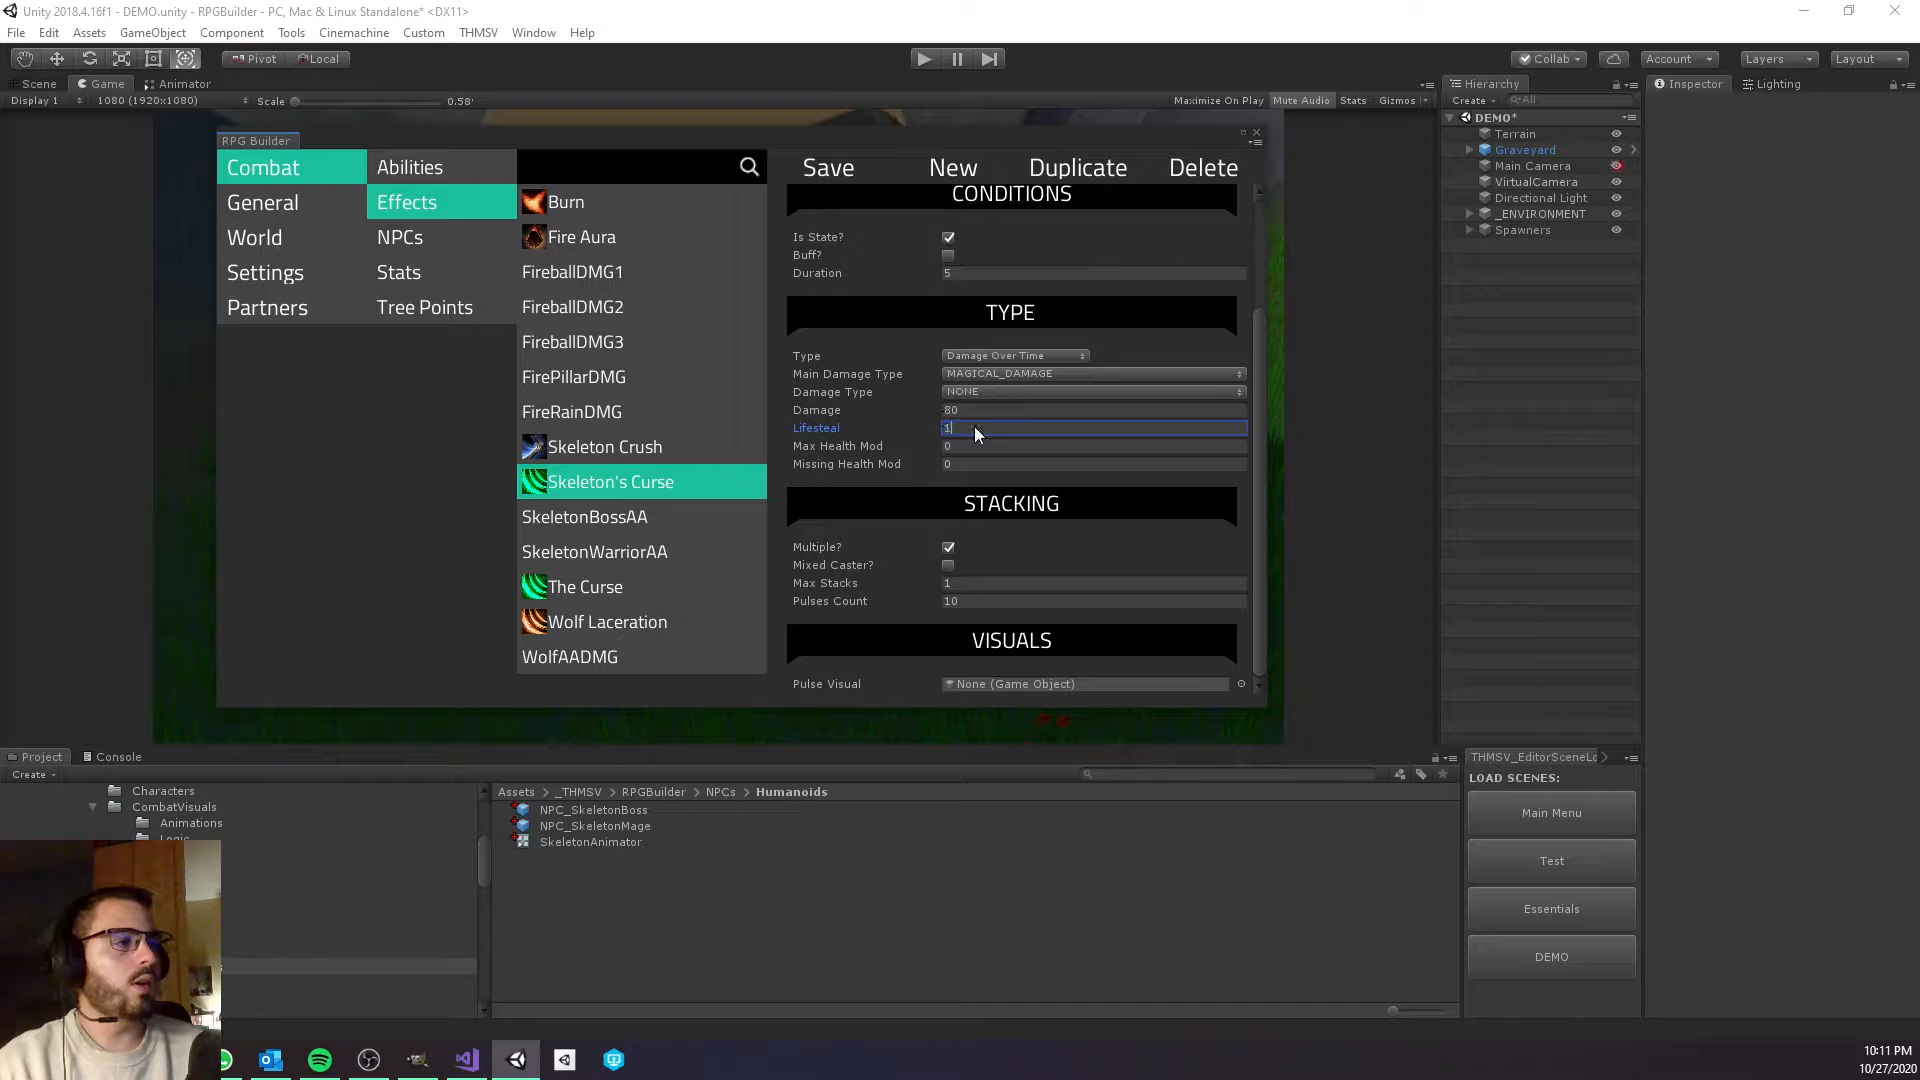 Unity 2018.4.16f1 - DEMO.unity - RPGBuilder - PC, Mac & Linux Standalone* <DX11>
File Edit Assets GameObject Component Tools Cinemachine Custom THMSV Window Help
Pivot Local Collab Account Layers Layout
Scene Game Animator
Display 1 1080 (1920x1080) Scale 0.58 Maximize On Play Mute Audio Stats Gizmos
Hierarchy
Create All
DEMO*
Terrain
Graveyard
Main Camera
VirtualCamera
Directional Light
_ENVIRONMENT
Spawners
Inspector Lighting
RPG Builder
Combat
General
World
Settings
Partners
Abilities
Effects
NPCs
Stats
Tree Points
Burn
Fire Aura
FireballDMG1
FireballDMG2
FireballDMG3
FirePillarDMG
FireRainDMG
Skeleton Crush
Skeleton's Curse
SkeletonBossAA
SkeletonWarriorAA
The Curse
Wolf Laceration
WolfAADMG
Save New Duplicate Delete
CONDITIONS
Is State?
Buff?
Duration 5
TYPE
Type Damage Over Time
Main Damage Type MAGICAL_DAMAGE
Damage Type NONE
Damage 80
Lifesteal 1
Max Health Mod 0
Missing Health Mod 0
STACKING
Multiple?
Mixed Caster?
Max Stacks 1
Pulses Count 10
VISUALS
Pulse Visual None (Game Object)
Project Console
Create
Characters
CombatVisuals
Animations
Logic
Assets _THMSV RPGBuilder NPCs Humanoids
NPC_SkeletonBoss
NPC_SkeletonMage
SkeletonAnimator
THMSV_EditorSceneLo
LOAD SCENES:
Main Menu
Test
Essentials
DEMO
10:11 PM
10/27/2020